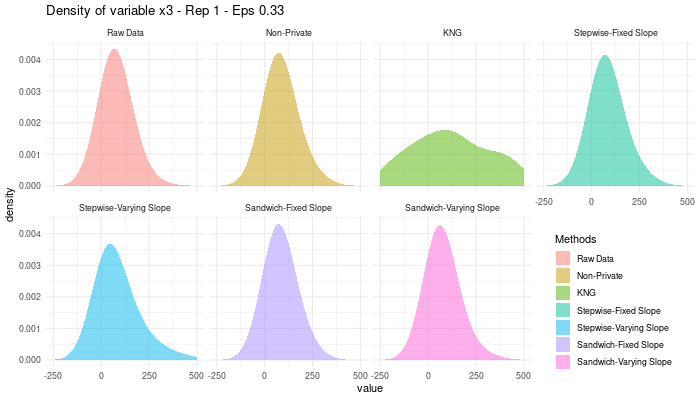 Density of variable x3 - Rep 1 - Eps 0.33
Raw Data
Non-Private
KNG
Stepwise-Fixed Slope
0.004
0.003
0.002
0.001
0.000
-250
0
250
500
density
Stepwise-Varying Slope
Sandwich-Fixed Slope
Sandwich-Varying Slope
0.004
0.003
0.002
0.001
0.000
-250
0
250
500
-250
0
250
500
-250
0
250
500
value
Methods
Raw Data
Non-Private
KNG
Stepwise-Fixed Slope
Stepwise-Varying Slope
Sandwich-Fixed Slope
Sandwich-Varying Slope